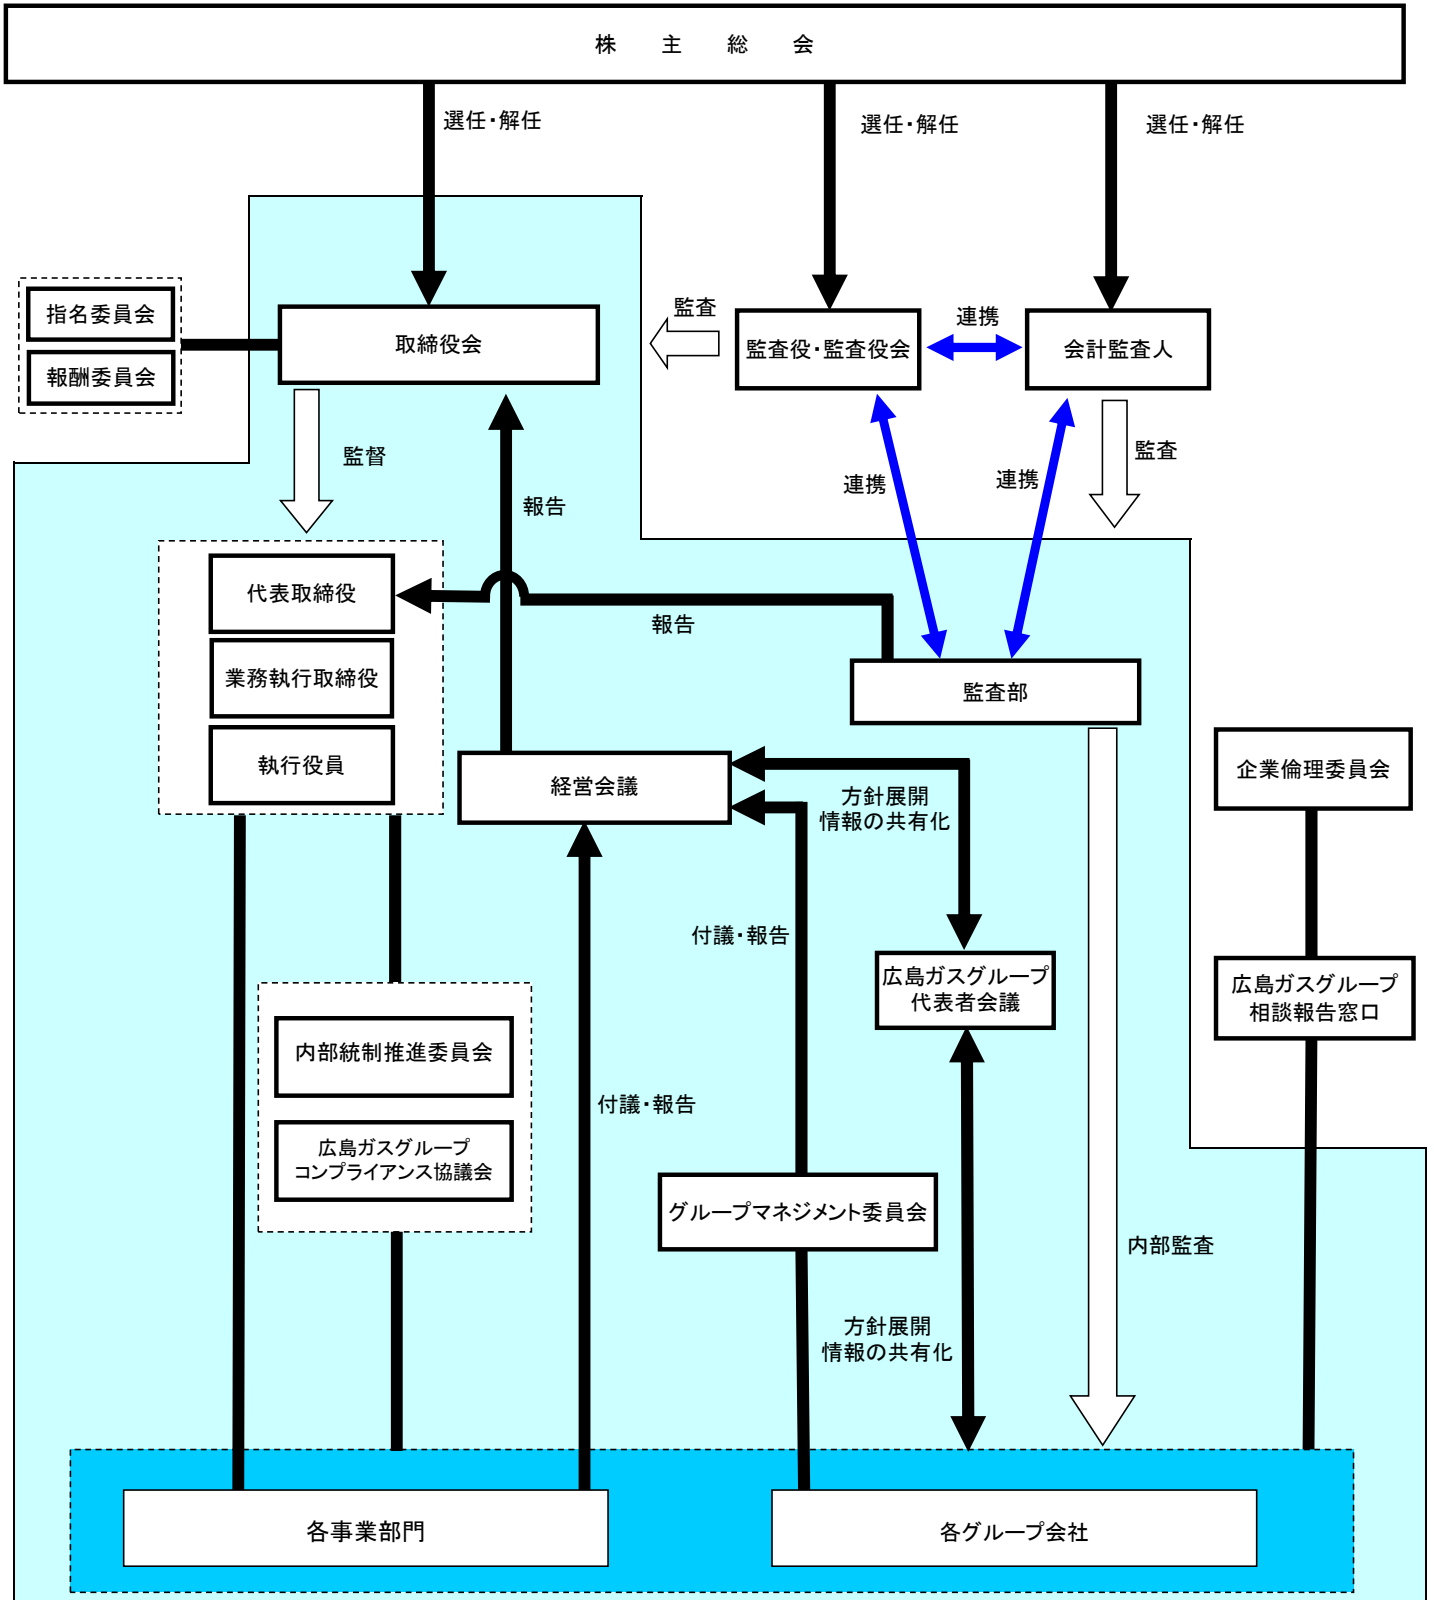 株　主　総　会
選任・解任
選任・解任
選任・解任
指名委員会
報酬委員会
取締役会
監査
監査役・監査役会
連携
会計監査人
監督
報告
連携
連携
監査
代表取締役
業務執行取締役
執行役員
報告
監査部
経営会議
方針展開
情報の共有化
企業倫理委員会
付議・報告
広島ガスグループ
代表者会議
広島ガスグループ
相談報告窓口
内部統制推進委員会
広島ガスグループ
コンプライアンス協議会
付議・報告
グループマネジメント委員会
内部監査
方針展開
情報の共有化
各事業部門
各グループ会社